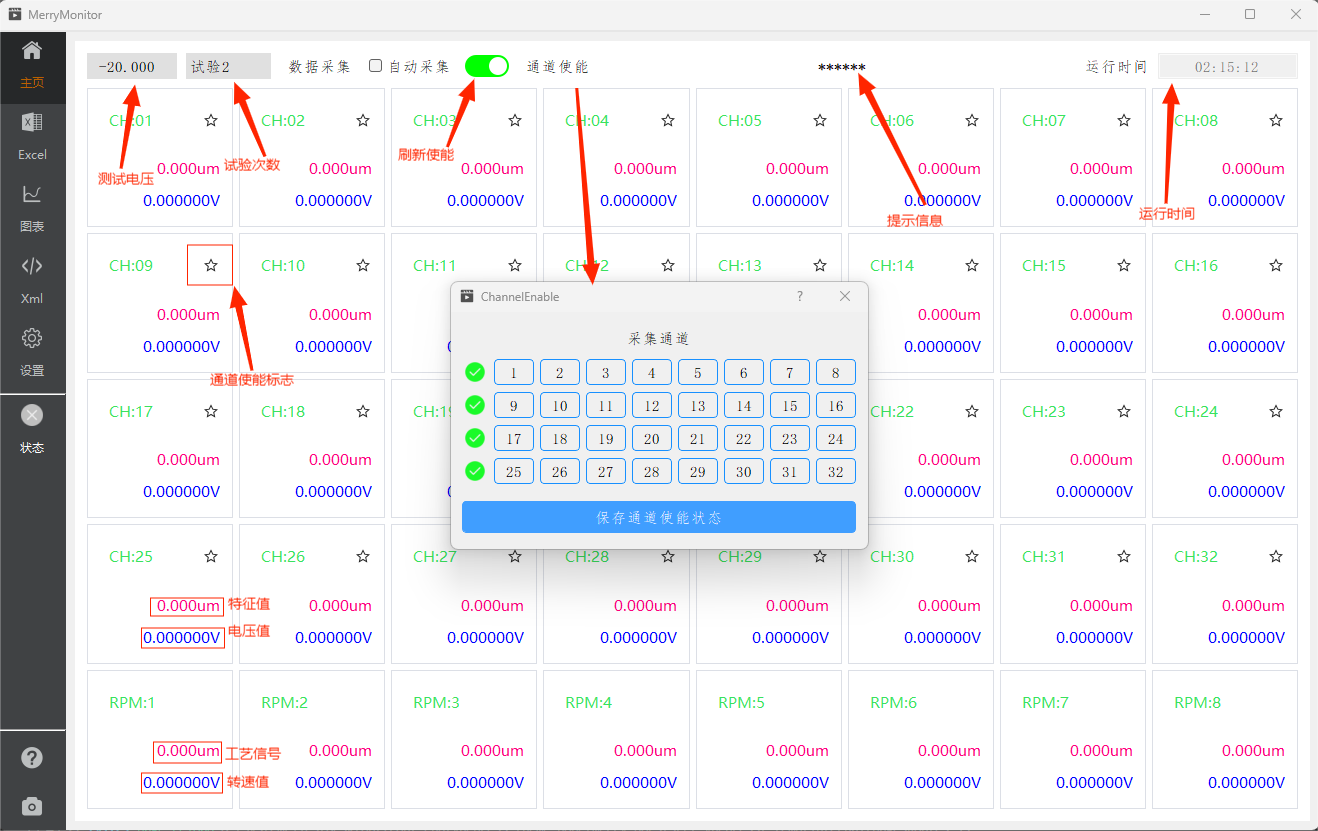 MerryMonitor
主页
Excel
图表
Xml
设置
状态
-20.000 试验2 数据采集 自动采集 通道使能 ****** 运行时间 02:15:12
CH:01 CH:02 CH:03 CH:04 CH:05 CH:06 CH:07 CH:08
测试电压 试验次数 刷新使能 提示信息 运行时间
0.000um 0.000um 0.000um 0.000um 0.000um 0.000um 0.000um 0.000um
0.000000V 0.000000V 0.000000V 0.000000V 0.000000V 0.000000V 0.000000V 0.000000V
CH:09 CH:10 CH:11 CH:12 CH:13 CH:14 CH:15 CH:16
0.000um 0.000um 0.000um 0.000um 0.000um
0.000000V 0.000000V 0.000000V 0.000000V 0.000000V
通道使能标志
ChannelEnable ?
采集通道
1 2 3 4 5 6 7 8
9 10 11 12 13 14 15 16
17 18 19 20 21 22 23 24
25 26 27 28 29 30 31 32
保存通道使能状态
CH:17 CH:18 CH:19 CH:22 CH:23 CH:24
0.000um 0.000um 0.000um 0.000um 0.000um
0.000000V 0.000000V 0.000000V 0.000000V 0.000000V
CH:25 CH:26 CH:27 CH:28 CH:29 CH:30 CH:31 CH:32
0.000um 特征值 0.000um 0.000um 0.000um 0.000um 0.000um 0.000um 0.000um
0.000000V 电压值 0.000000V 0.000000V 0.000000V 0.000000V 0.000000V 0.000000V 0.000000V
RPM:1 RPM:2 RPM:3 RPM:4 RPM:5 RPM:6 RPM:7 RPM:8
0.000um 工艺信号 0.000um 0.000um 0.000um 0.000um 0.000um 0.000um 0.000um
0.000000V 转速值 0.000000V 0.000000V 0.000000V 0.000000V 0.000000V 0.000000V 0.000000V